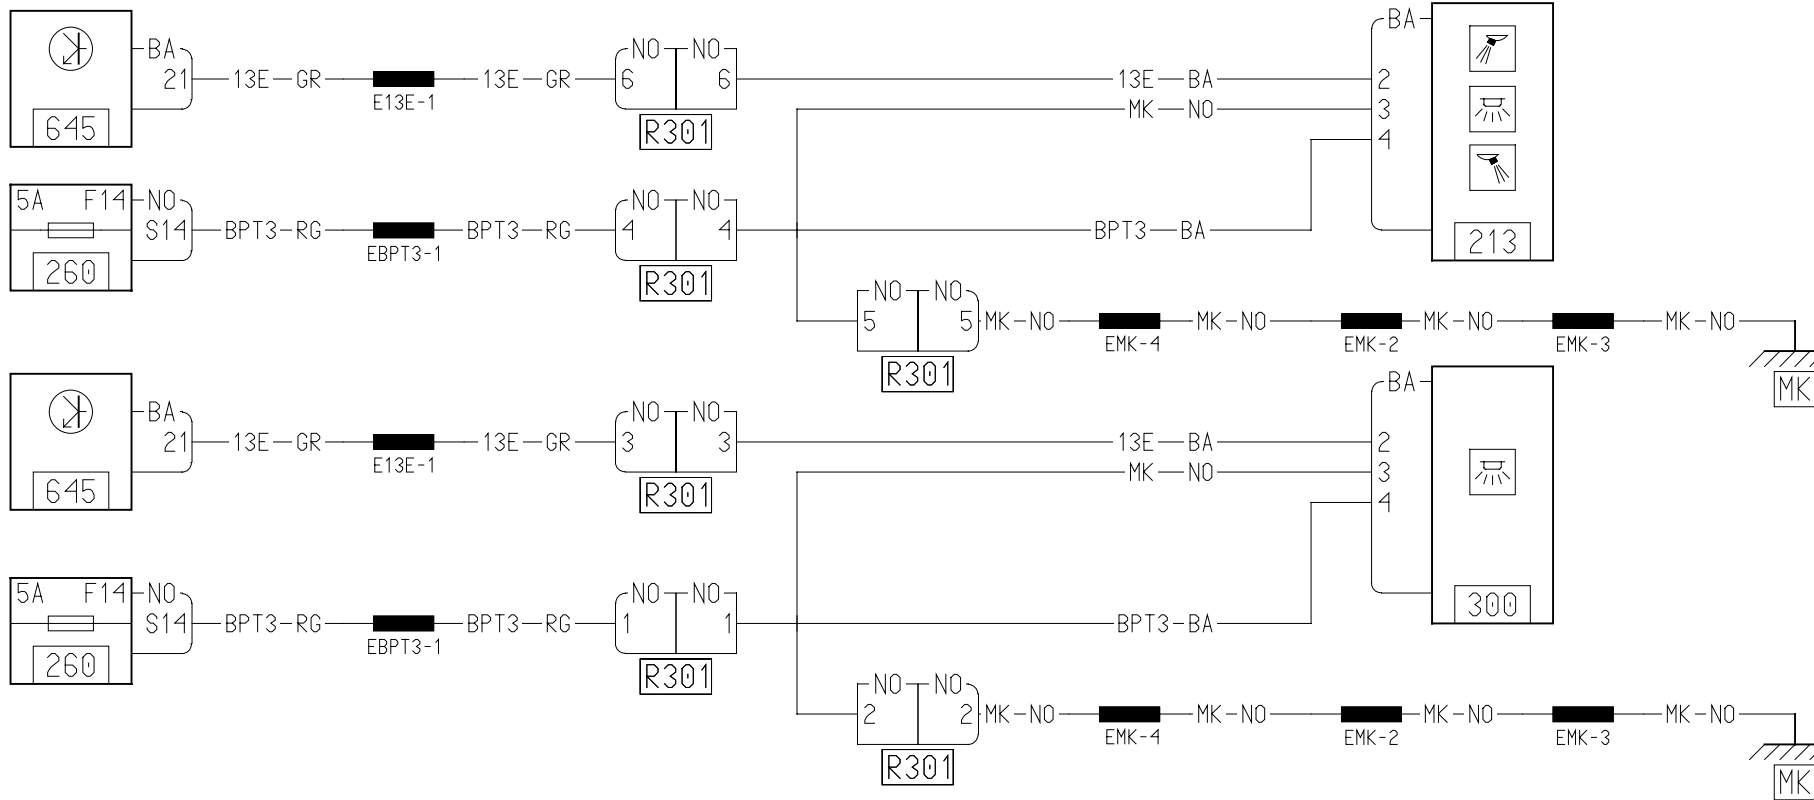 BA NO NO BA
21 13E GR 13E GR 6 6 13E BA 2
E13E-1
645 R301 MK NO 3
4
5A F14 NO NO NO
S14 BPT3 RG BPT3 RG 4 4 BPT3 BA
260 EBPT3-1 R301 213
NO NO
5 5 MK NO MK NO MK NO MK NO
EMK-4 EMK-2 EMK-3
R301 MK
BA NO NO BA
21 13E GR 13E GR 3 3 13E BA 2
E13E-1
645 R301 MK NO 3
4
5A F14 NO NO NO
S14 BPT3 RG BPT3 RG 1 1 BPT3 BA
260 EBPT3-1 R301 300
NO NO
2 2 MK NO MK NO MK NO MK NO
EMK-4 EMK-2 EMK-3
R301 MK